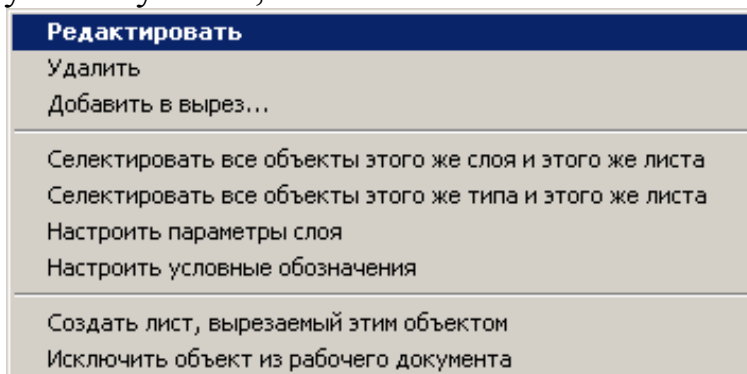 Редактировать
Удалить
Добавить в вырез...
Селектировать все объекты этого же слоя и этого же листа
Селектировать все объекты этого же типа и этого же листа
Настроить параметры слоя
Настроить условные обозначения
Создать лист, вырезаемый этим объектом
Исключить объект из рабочего документа